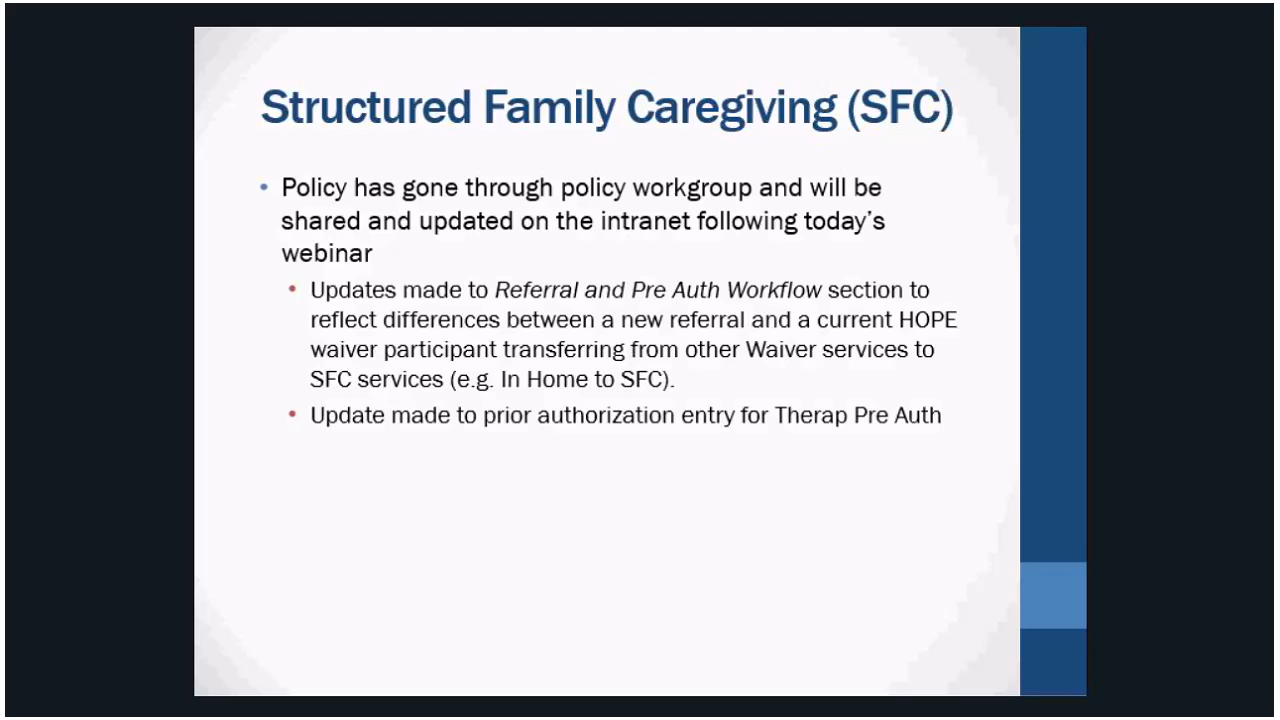 Structured Family Caregiving (SFC)
• Policy has gone through policy workgroup and will be
shared and updated on the intranet following today's
webinar
• Updates made to Referral and Pre Auth Workflow section to
reflect differences between a new referral and a current HOPE
waiver participant transferring from other Waiver services to
SFC services (e.g. In Home to SFC).
• Update made to prior authorization entry for Therap Pre Auth